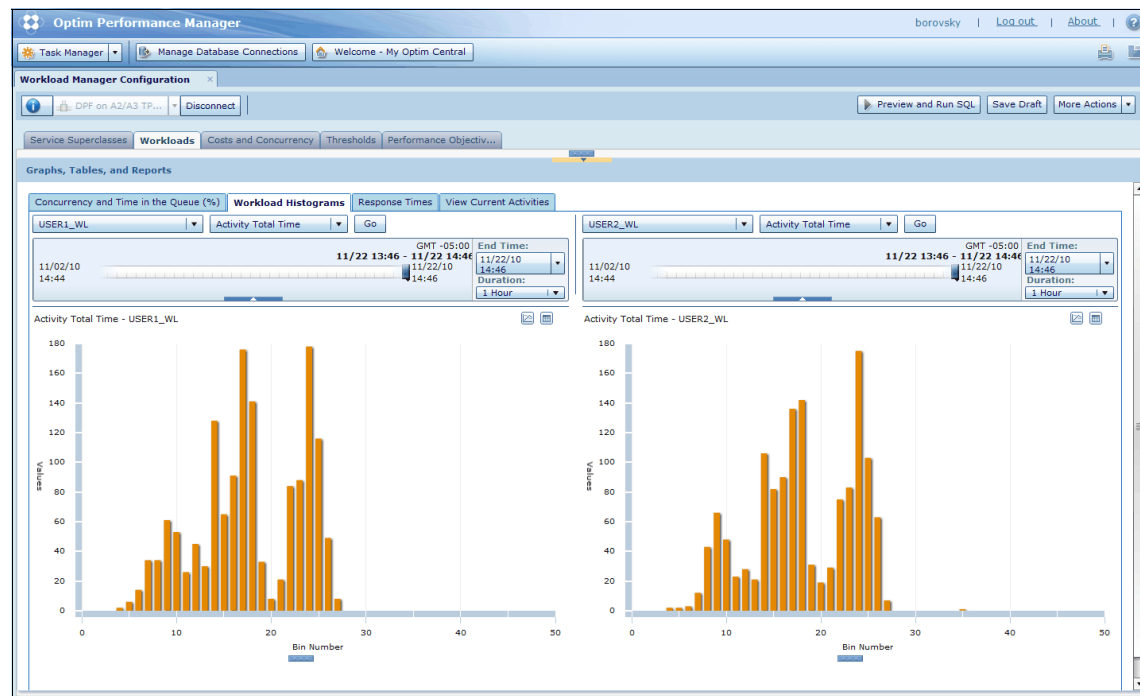 Optim Performance Manager
borovsky | Log out | About | ?
Task Manager Manage Database Connections Welcome - My Optim Central
Workload Manager Configuration ×
DPF on A2/A3 TP... Disconnect Preview and Run SQL Save Draft More Actions
Service Superclasses Workloads Costs and Concurrency Thresholds Performance Objectiv...
Graphs, Tables, and Reports
Concurrency and Time in the Queue (%) Workload Histograms Response Times View Current Activities
USER1_WL Activity Total Time Go
GMT -05:00
11/22 13:46 - 11/22 14:46
11/02/10
14:44
11/22/10
14:46
End Time:
11/22/10
14:46
Duration:
1 Hour
Activity Total Time - USER1_WL
180
160
140
120
100
80
60
40
20
0
Values
0 10 20 30 40 50
Bin Number
USER2_WL Activity Total Time Go
GMT -05:00
11/22 13:46 - 11/22 14:46
11/02/10
14:44
11/22/10
14:46
End Time:
11/22/10
14:46
Duration:
1 Hour
Activity Total Time - USER2_WL
180
160
140
120
100
80
60
40
20
0
Values
0 10 20 30 40 50
Bin Number